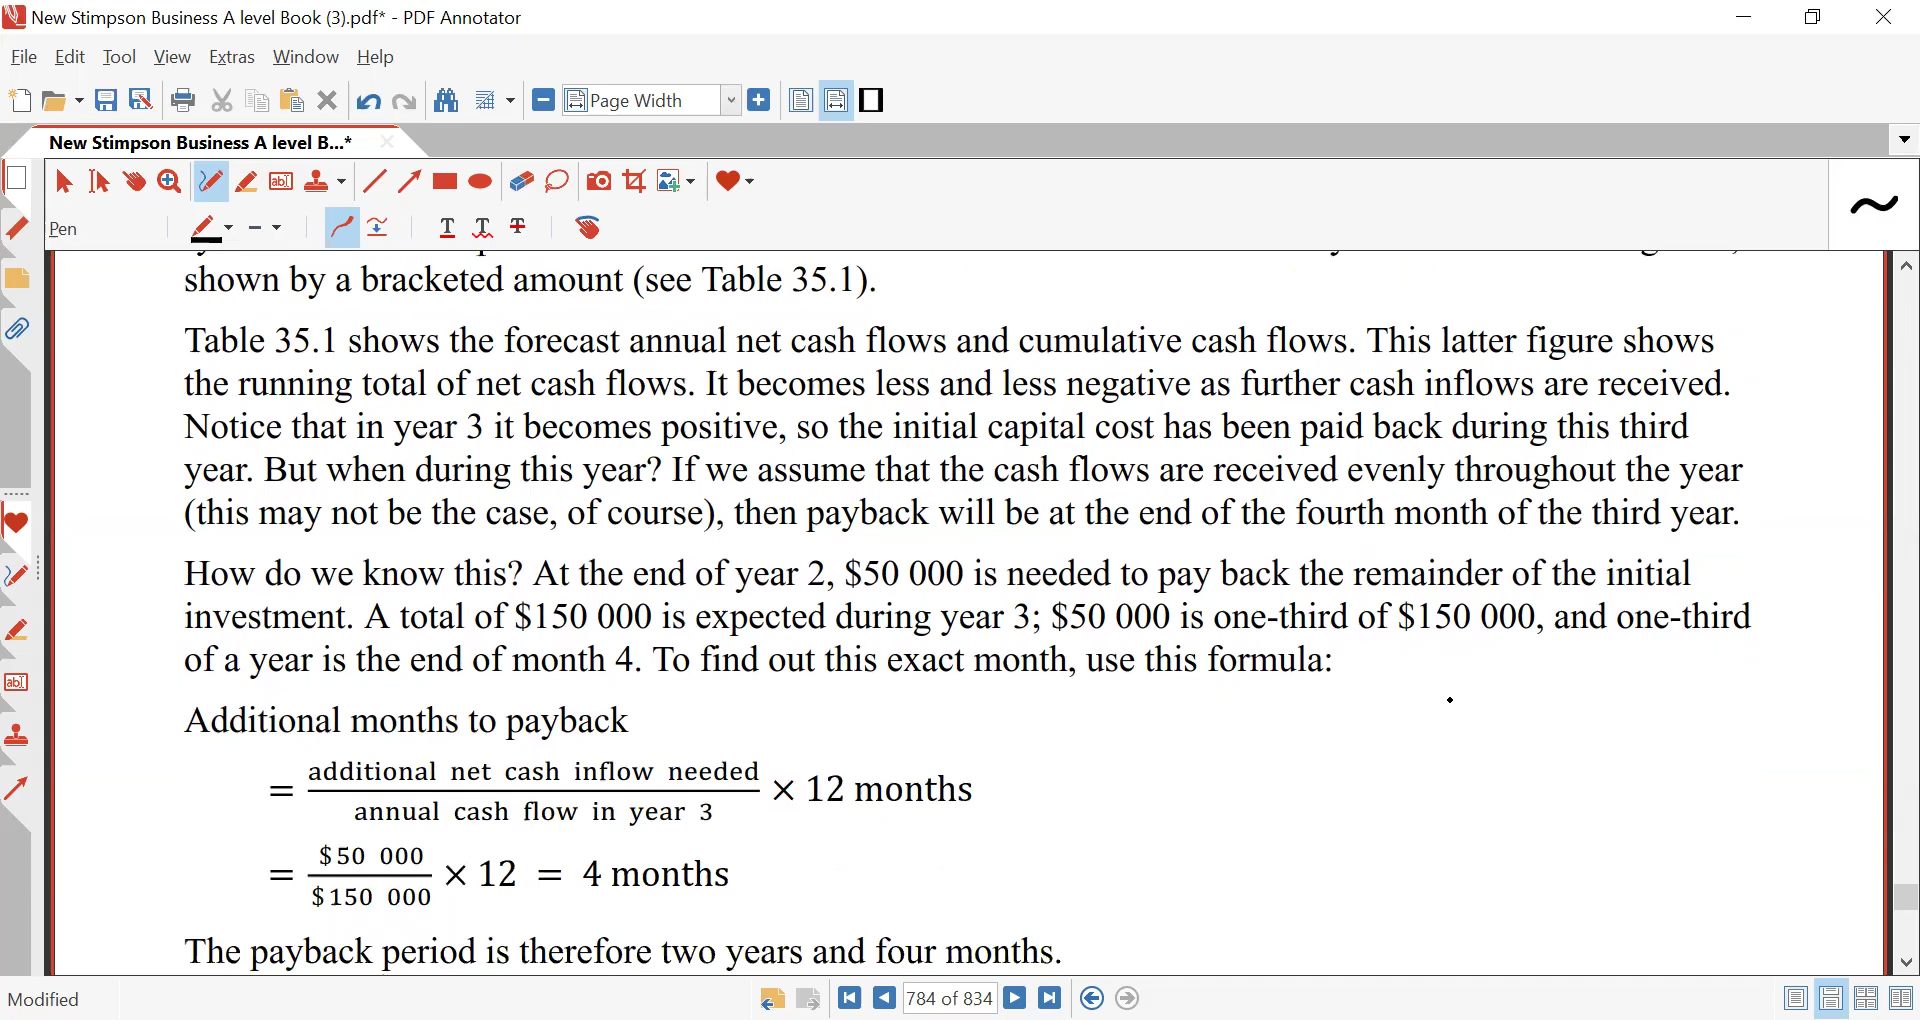 New Stimpson Business A level Book (3).pdf* - PDF Annotator
File Edit Tool View Extras Window Help
Page Width
New Stimpson Business A level B...*
Pen
shown by a bracketed amount (see Table 35.1).
Table 35.1 shows the forecast annual net cash flows and cumulative cash flows. This latter figure shows
the running total of net cash flows. It becomes less and less negative as further cash inflows are received.
Notice that in year 3 it becomes positive, so the initial capital cost has been paid back during this third
year. But when during this year? If we assume that the cash flows are received evenly throughout the year
(this may not be the case, of course), then payback will be at the end of the fourth month of the third year.
How do we know this? At the end of year 2, $50 000 is needed to pay back the remainder of the initial
investment. A total of $150 000 is expected during year 3; $50 000 is one-third of $150 000, and one-third
of a year is the end of month 4. To find out this exact month, use this formula:
Additional months to payback
= additional net cash inflow needed / annual cash flow in year 3 × 12 months
= $50 000 / $150 000 × 12 = 4 months
The payback period is therefore two years and four months.
Modified
784 of 834